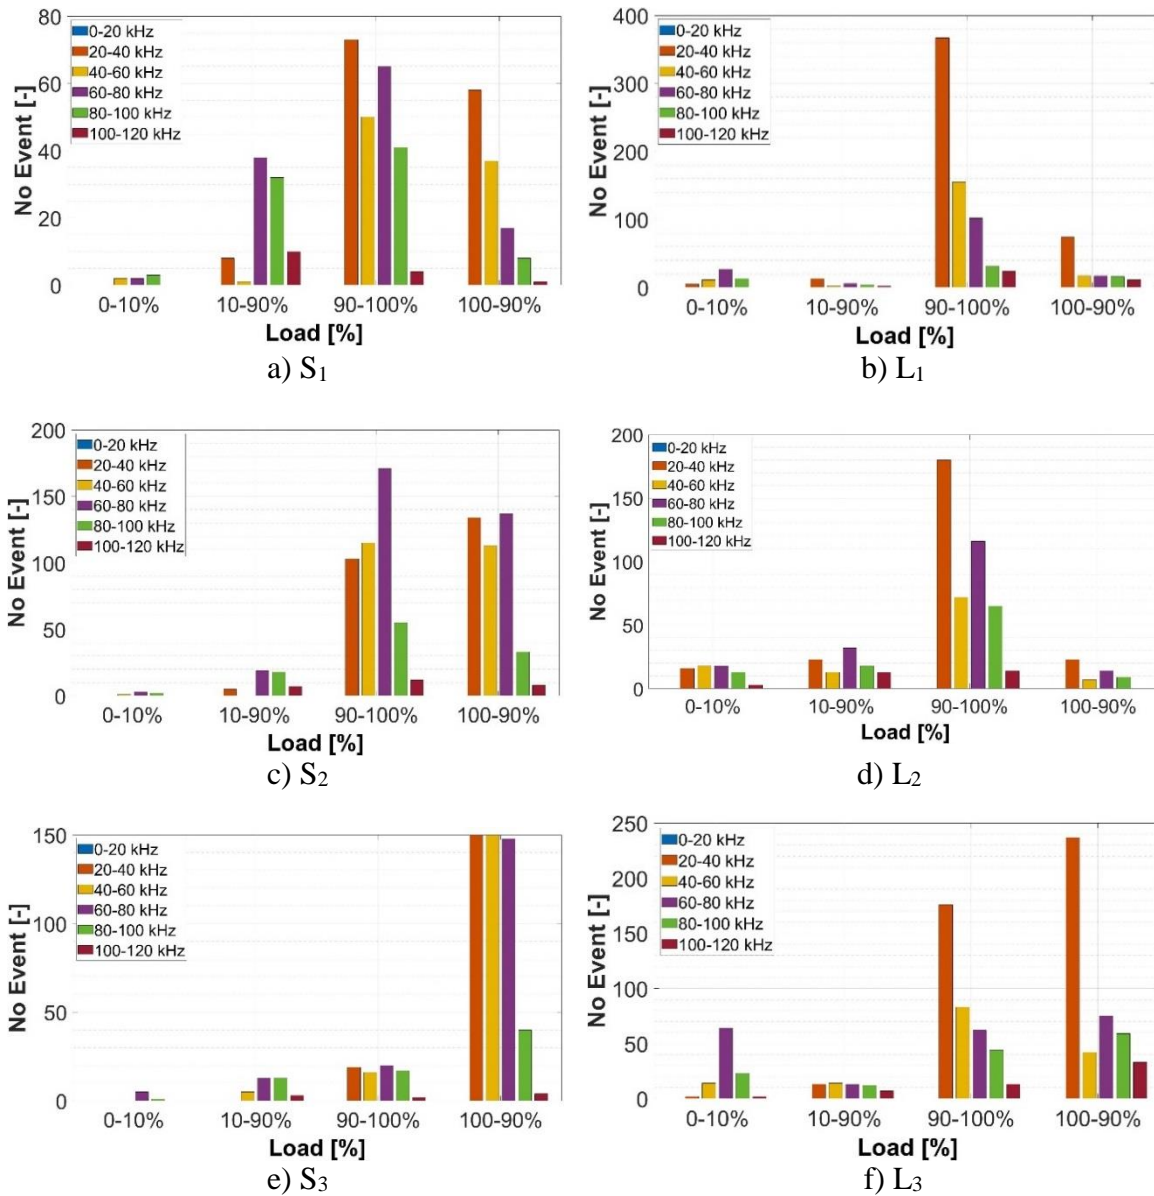 80
60
40
20
0
No Event [-]
0-20 kHz
20-40 kHz
40-60 kHz
60-80 kHz
80-100 kHz
100-120 kHz
0-10% 10-90% 90-100% 100-90%
Load [%]
a) S1
400
300
200
100
0
No Event [-]
0-20 kHz
20-40 kHz
40-60 kHz
60-80 kHz
80-100 kHz
100-120 kHz
0-10% 10-90% 90-100% 100-90%
Load [%]
b) L1
200
150
100
50
0
No Event [-]
0-20 kHz
20-40 kHz
40-60 kHz
60-80 kHz
80-100 kHz
100-120 kHz
0-10% 10-90% 90-100% 100-90%
Load [%]
c) S2
200
150
100
50
0
No Event [-]
0-20 kHz
20-40 kHz
40-60 kHz
60-80 kHz
80-100 kHz
100-120 kHz
0-10% 10-90% 90-100% 100-90%
Load [%]
d) L2
150
100
50
0
No Event [-]
0-20 kHz
20-40 kHz
40-60 kHz
60-80 kHz
80-100 kHz
100-120 kHz
0-10% 10-90% 90-100% 100-90%
Load [%]
e) S3
250
200
150
100
50
0
No Event [-]
0-20 kHz
20-40 kHz
40-60 kHz
60-80 kHz
80-100 kHz
100-120 kHz
0-10% 10-90% 90-100% 100-90%
Load [%]
f) L3